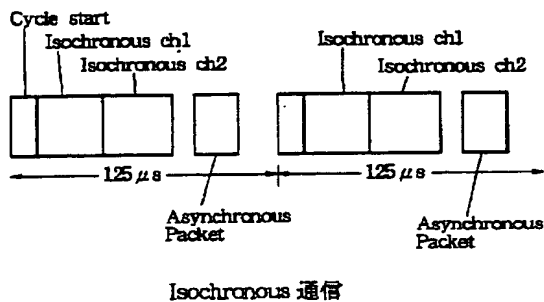 Cycle start
Isochronous ch1
Isochronous ch2
Isochronous ch1
Isochronous ch2
125 μs
125 μs
Asynchronous
Packet
Asynchronous
Packet
Isochronous 通信